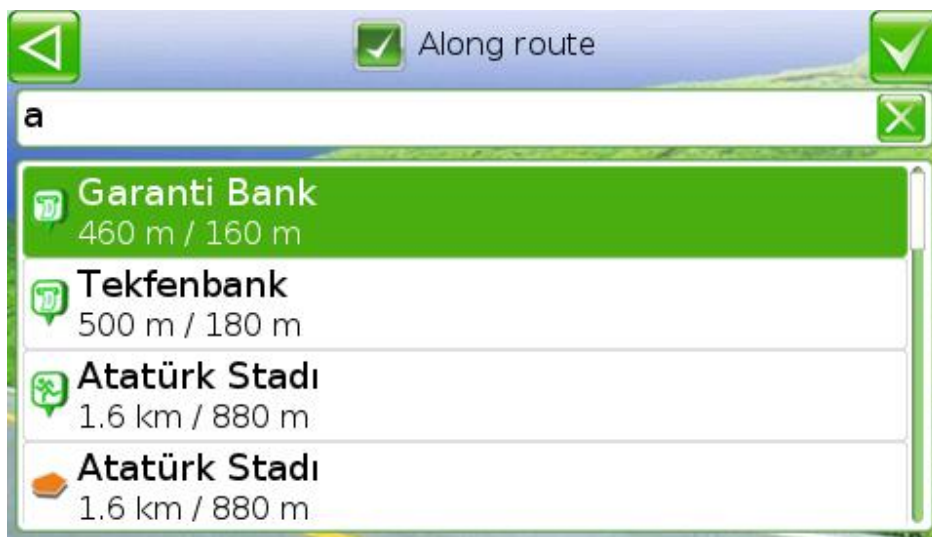 Along route
a
Garanti Bank
460 m / 160 m
Tekfenbank
500 m / 180 m
Atatürk Stadı
1.6 km / 880 m
Atatürk Stadı
1.6 km / 880 m